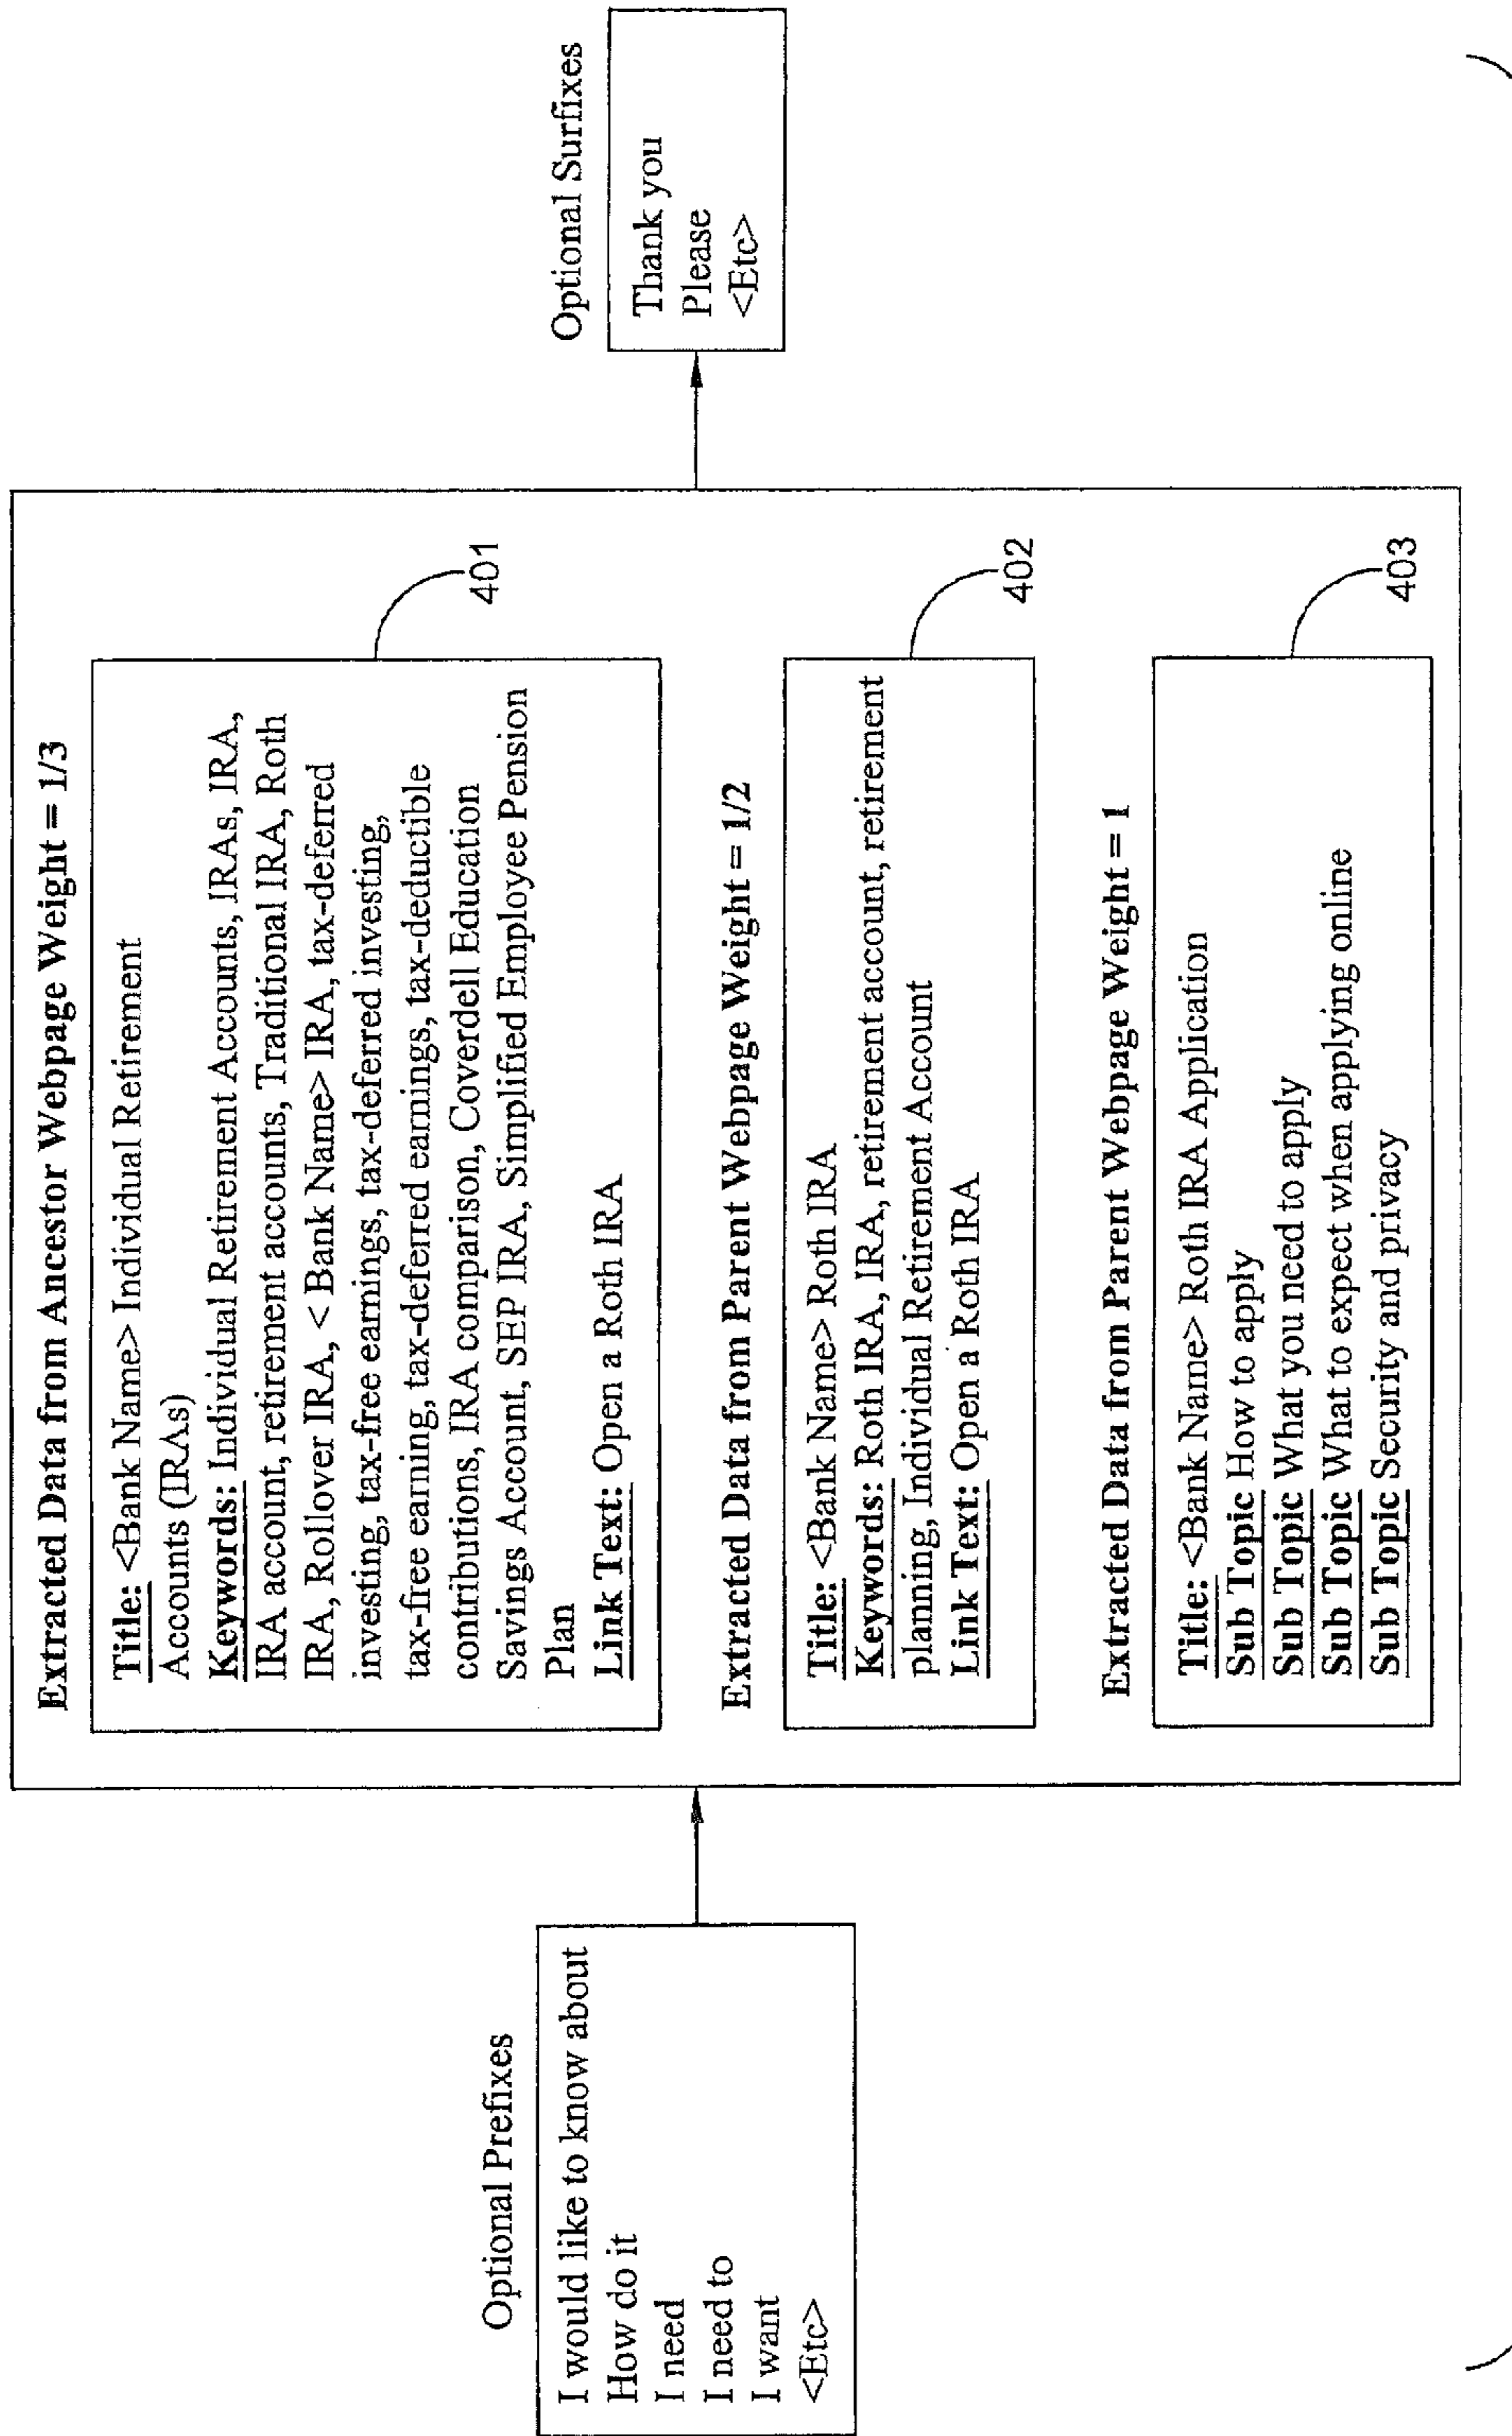 Optional Prefixes
I would like to know about
How do it
I need
I need to
I want
<Etc>
Extracted Data from Ancestor Webpage Weight = 1/3
Title: <Bank Name> Individual Retirement
Accounts (IRAs)
Keywords: Individual Retirement Accounts, IRAs, IRA,
IRA account, retirement accounts, Traditional IRA, Roth
IRA, Rollover IRA, < Bank Name> IRA, tax-deferred
investing, tax-free earnings, tax-deferred investing,
tax-free earning, tax-deferred earnings, tax-deductible
contributions, IRA comparison, Coverdell Education
Savings Account, SEP IRA, Simplified Employee Pension
Plan
Link Text: Open a Roth IRA
401
Extracted Data from Parent Webpage Weight = 1/2
Title: <Bank Name> Roth IRA
Keywords: Roth IRA, IRA, retirement account, retirement
planning, Individual Retirement Account
Link Text: Open a Roth IRA
402
Extracted Data from Parent Webpage Weight = 1
Title: <Bank Name> Roth IRA Application
Sub Topic How to apply
Sub Topic What you need to apply
Sub Topic What to expect when applying online
Sub Topic Security and privacy
403
Optional Surfixes
Thank you
Please
<Etc>